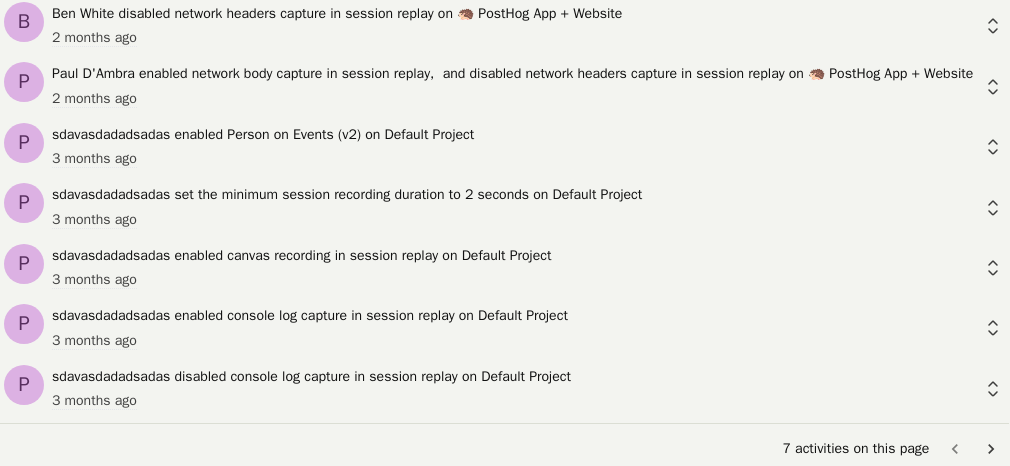 B
Ben White disabled network headers capture in session replay on 🦔 PostHog App + Website
2 months ago
P
Paul D'Ambra enabled network body capture in session replay, and disabled network headers capture in session replay on 🦔 PostHog App + Website
2 months ago
P
sdavasdadadsadas enabled Person on Events (v2) on Default Project
3 months ago
P
sdavasdadadsadas set the minimum session recording duration to 2 seconds on Default Project
3 months ago
P
sdavasdadadsadas enabled canvas recording in session replay on Default Project
3 months ago
P
sdavasdadadsadas enabled console log capture in session replay on Default Project
3 months ago
P
sdavasdadadsadas disabled console log capture in session replay on Default Project
3 months ago
7 activities on this page